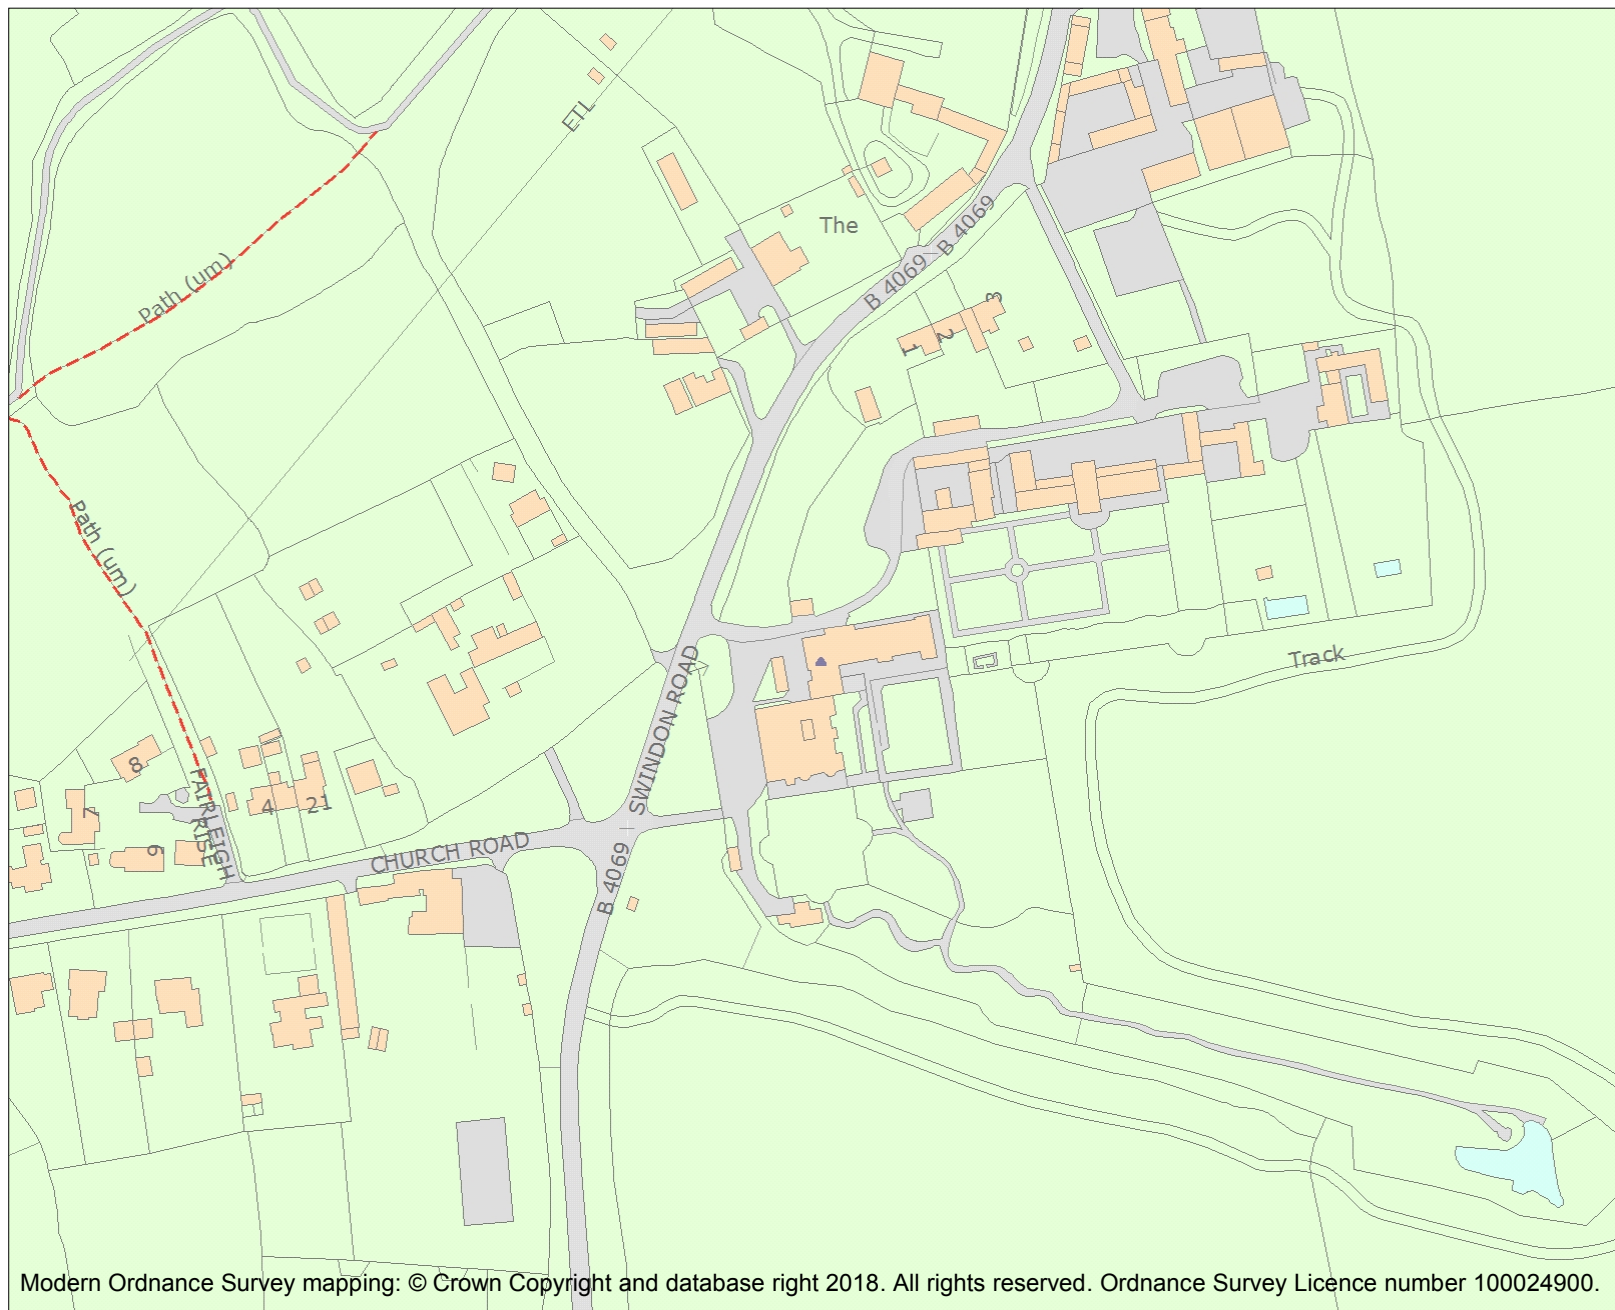 ETL
The
B 4069
B 4069
Path (um)
3
2
1
Path (um)
Track
SWINDON ROAD
8
7
FAIRLEIGH
RISE
4
21
6
CHURCH ROAD
B 4069
Modern Ordnance Survey mapping: © Crown Copyright and database right 2018. All rights reserved. Ordnance Survey Licence number 100024900.